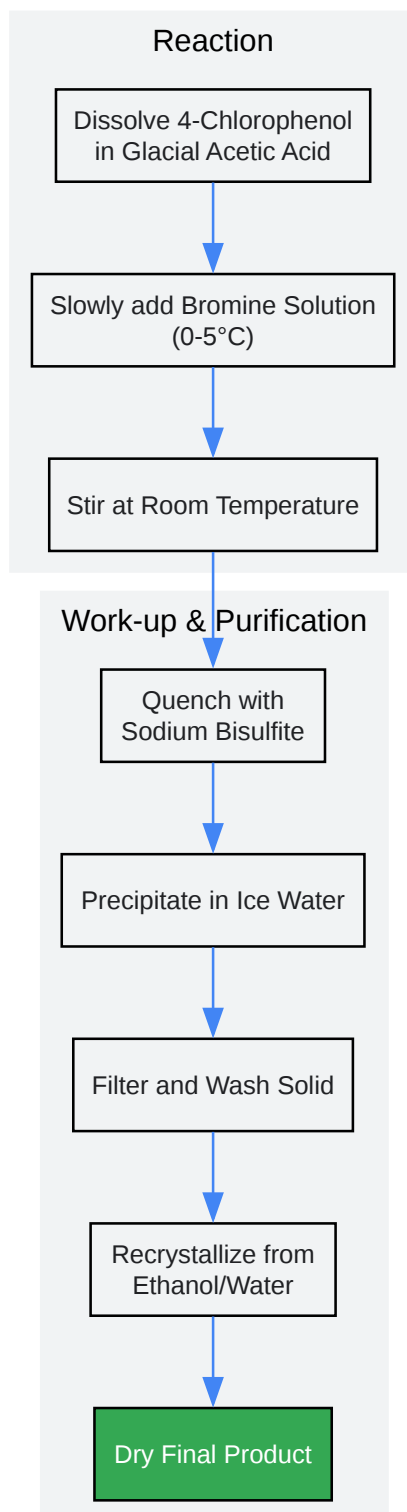 Reaction
Dissolve 4-Chlorophenol
in Glacial Acetic Acid
Slowly add Bromine Solution
(0-5°C)
Stir at Room Temperature
Work-up & Purification
Quench with
Sodium Bisulfite
Precipitate in Ice Water
Filter and Wash Solid
Recrystallize from
Ethanol/Water
Dry Final Product